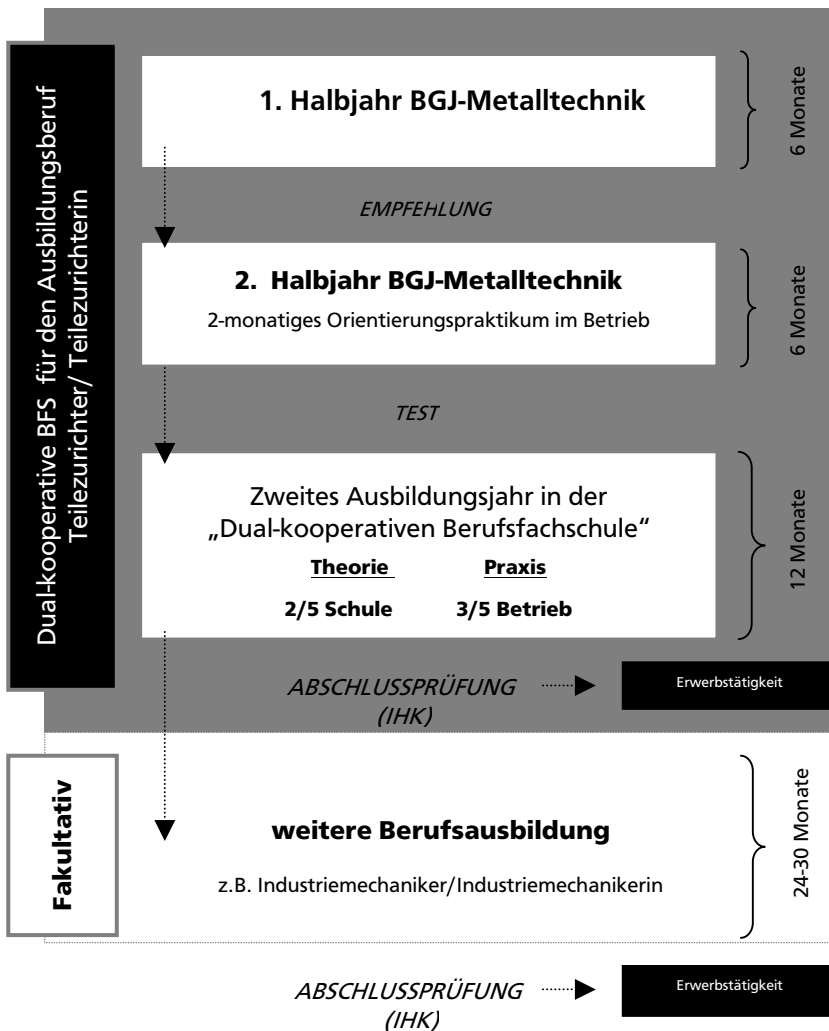 Dual-kooperative BFS für den Ausbildungsberuf
Teilezurichter/ Teilezurichterin
1. Halbjahr BGJ-Metalltechnik
6 Monate
EMPFEHLUNG
2. Halbjahr BGJ-Metalltechnik
2-monatiges Orientierungspraktikum im Betrieb
6 Monate
TEST
Zweites Ausbildungsjahr in der
„Dual-kooperativen Berufsfachschule“
Theorie Praxis
2/5 Schule 3/5 Betrieb
12 Monate
ABSCHLUSSPRÜFUNG
(IHK)
Erwerbstätigkeit
Fakultativ
weitere Berufsausbildung
z.B. Industriemechaniker/Industriemechanikerin
24-30 Monate
ABSCHLUSSPRÜFUNG
(IHK)
Erwerbstätigkeit